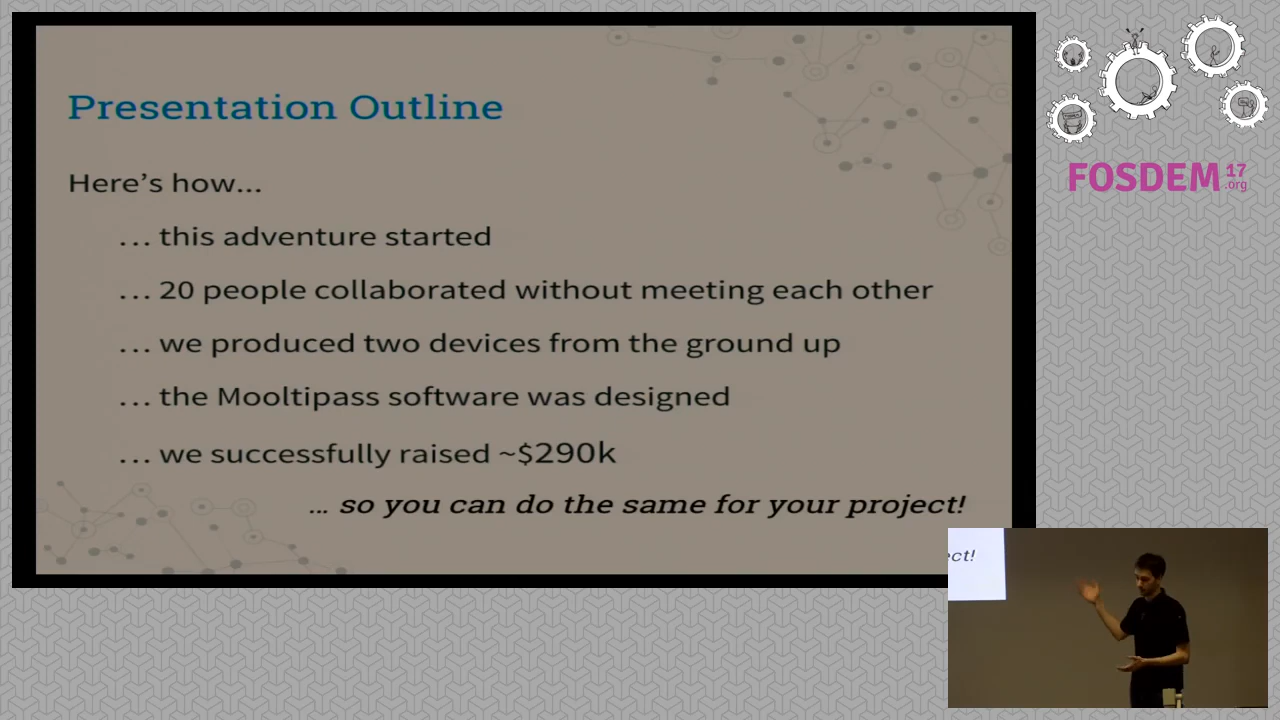 Presentation Outline
Here's how...
... this adventure started
... 20 people collaborated without meeting each other
... we produced two devices from the ground up
... the Mooltipass software was designed
... we successfully raised ~$290k
... so you can do the same for your project!
FOSDEM 17
.org
ect!